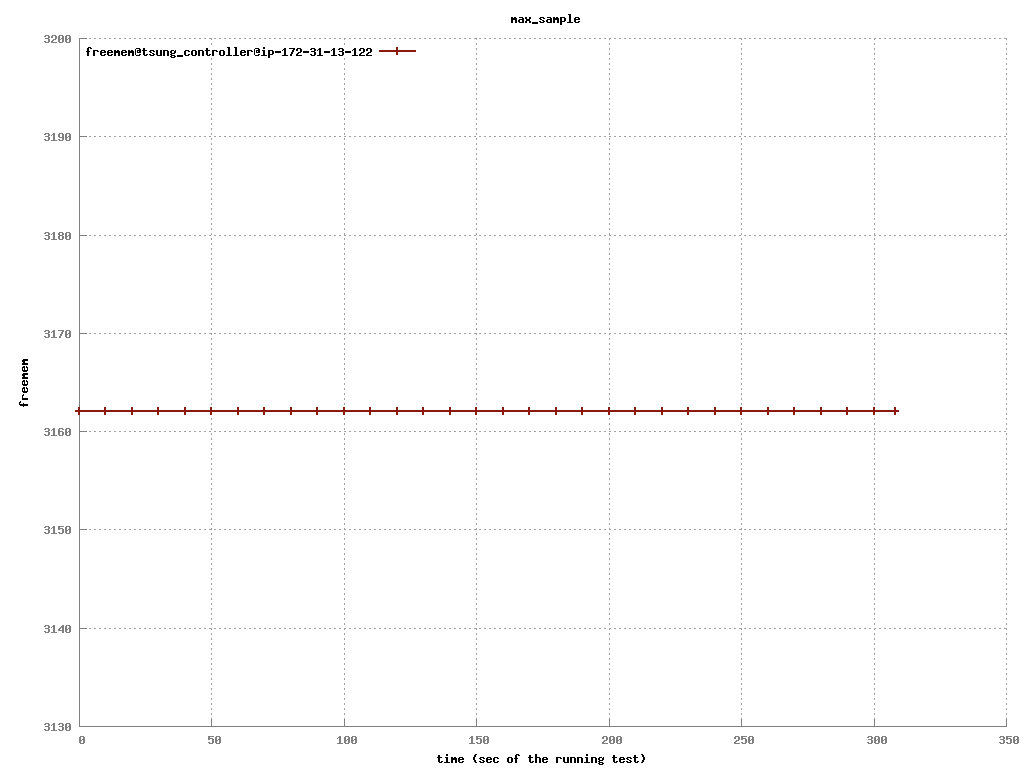 max_sample
freemem@tsung_controller@ip-172-31-13-122
3200
3190
3180
3170
3160
3150
3140
3130
freemem
0 50 100 150 200 250 300 350
time (sec of the running test)